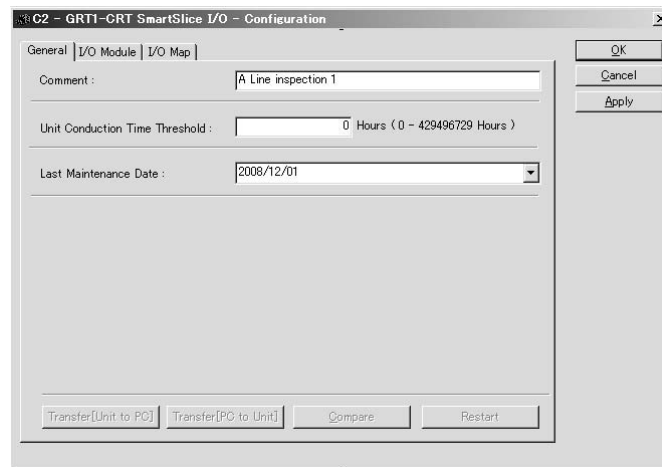 C2 - GRT1-CRT SmartSlice I/O - Configuration
General I/O Module I/O Map
OK
Cancel
Apply
Comment : A Line inspection 1
Unit Conduction Time Threshold : 0 Hours ( 0 - 429496729 Hours )
Last Maintenance Date : 2008/12/01
Transfer[Unit to PC] Transfer[PC to Unit] Compare Restart